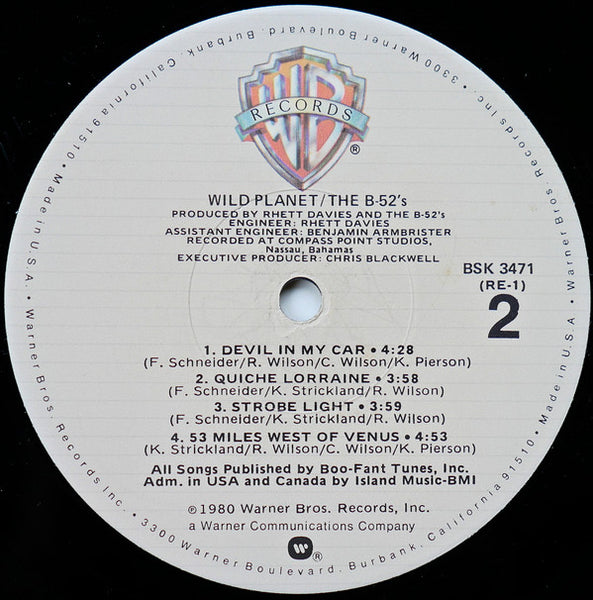 WB
RECORDS
®
WILD PLANET/THE B-52's
PRODUCED BY RHETT DAVIES AND THE B-52's
ENGINEER: RHETT DAVIES
ASSISTANT ENGINEER: BENJAMIN ARMBRISTER
RECORDED AT COMPASS POINT STUDIOS,
Nassau, Bahamas
EXECUTIVE PRODUCER: CHRIS BLACKWELL
BSK 3471
(RE-1)
2
1. DEVIL IN MY CAR • 4:28
(F. Schneider/R. Wilson/C. Wilson/K. Pierson)
2. QUICHE LORRAINE • 3:58
(F. Schneider/K. Strickland/R. Wilson)
3. STROBE LIGHT • 3:59
(F. Schneider/K. Strickland/R. Wilson)
4. 53 MILES WEST OF VENUS • 4:53
(K. Strickland/R. Wilson/C. Wilson/K. Pierson)
All Songs Published by Boo-Fant Tunes, Inc.
Adm. in USA and Canada by Island Music-BMI
℗1980 Warner Bros. Records, Inc.
a Warner Communications Company
W®
Warner Bros. Records Inc. • 3300 Warner Boulevard, Burbank, California 91510 • Made in U.S.A. • Warner Bros. Records Inc. • 3300 Warner Boulevard, Burbank, California 91510 • Made in U.S.A. •